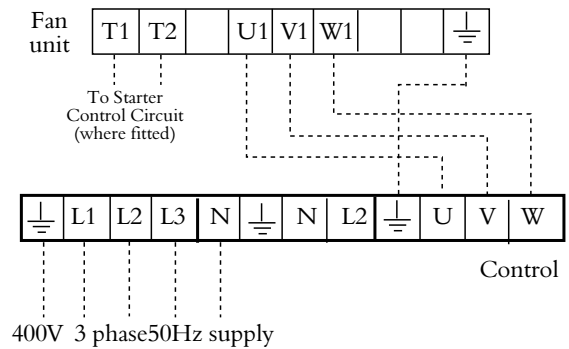 Fan
unit
T1 T2 U1 V1 W1
To Starter
Control Circuit
(where fitted)
L1 L2 L3 N N L2 U V W
Control
400V 3 phase50Hz supply